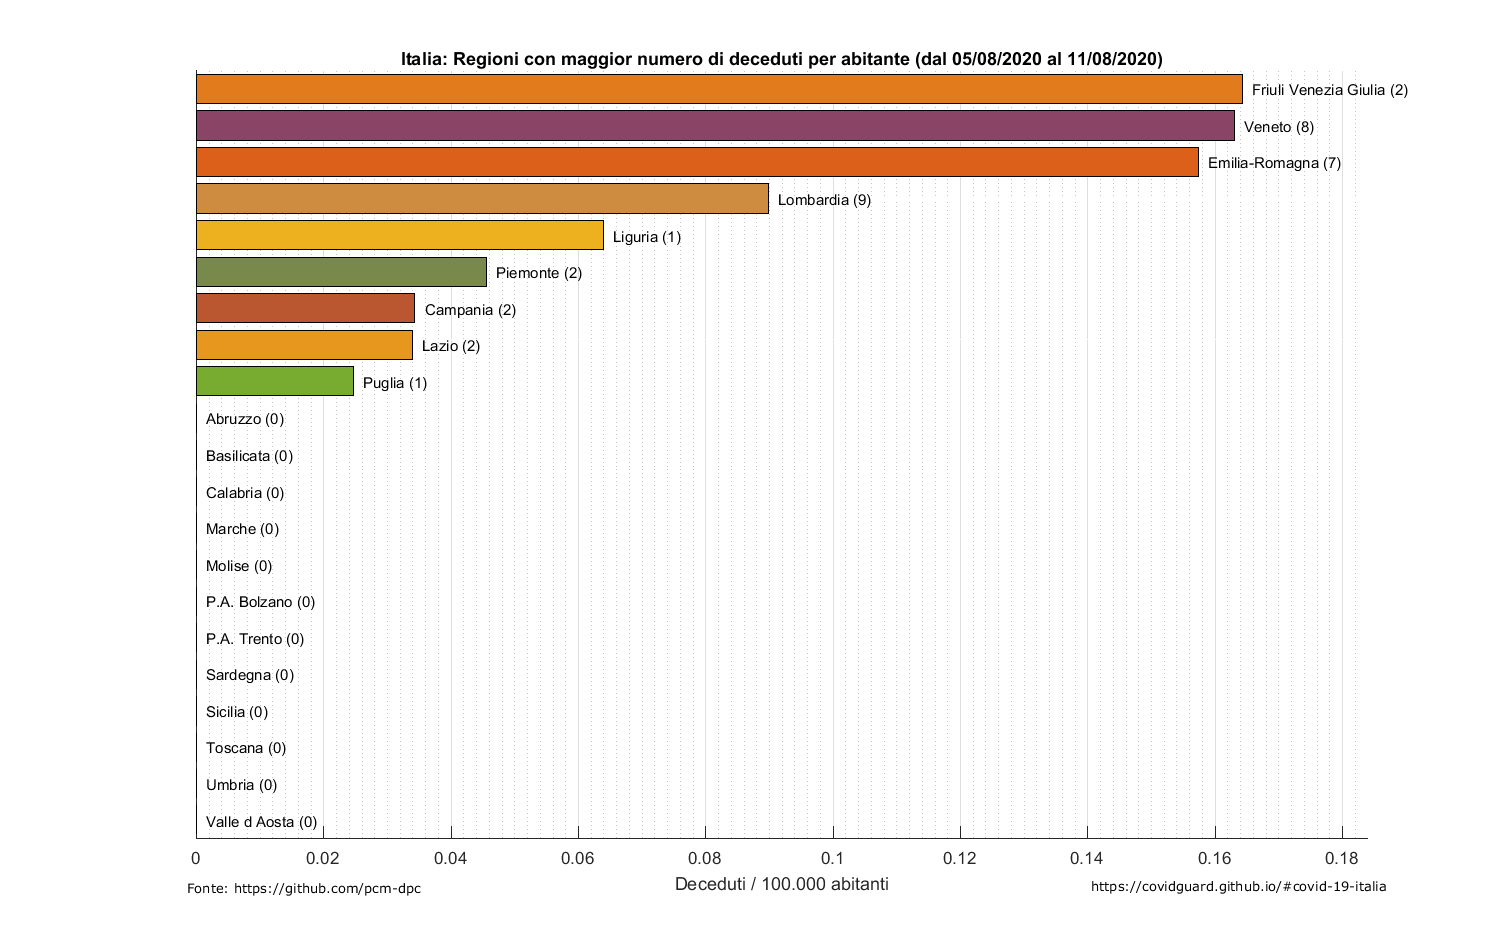 Italia: Regioni con maggior numero di deceduti per abitante (dal 05/08/2020 al 11/08/2020)
Friuli Venezia Giulia (2)
Veneto (8)
Emilia-Romagna (7)
Lombardia (9)
Liguria (1)
Piemonte (2)
Campania (2)
Lazio (2)
Puglia (1)
Abruzzo (0)
Basilicata (0)
Calabria (0)
Marche (0)
Molise (0)
P.A. Bolzano (0)
P.A. Trento (0)
Sardegna (0)
Sicilia (0)
Toscana (0)
Umbria (0)
Valle d Aosta (0)
0 0.02 0.04 0.06 0.08 0.1 0.12 0.14 0.16 0.18
Deceduti / 100.000 abitanti
Fonte: https://github.com/pcm-dpc
https://covidguard.github.io/#covid-19-italia